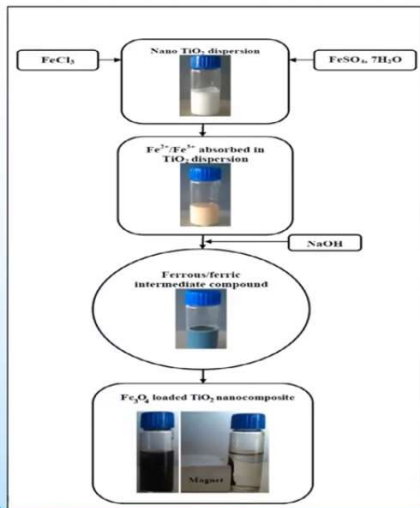 Nano TiO₂ dispersion
FeCl₃
FeSO₄, 7H₂O
Fe²⁺/Fe³⁺ absorbed in
TiO₂ dispersion
NaOH
Ferrous/ferric
intermediate compound
Fe₃O₄ loaded TiO₂ nanocomposite
Magnet